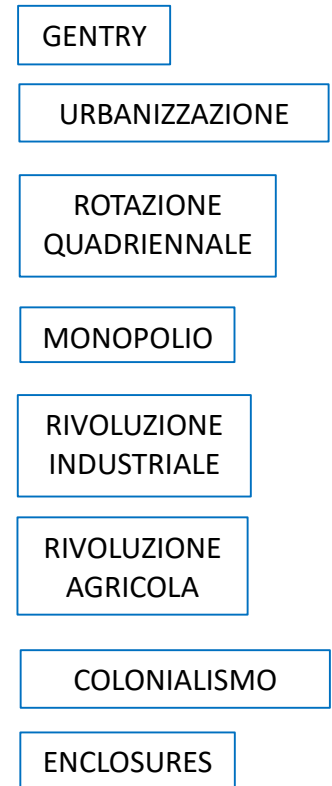 GENTRY
URBANIZZAZIONE
ROTAZIONE
QUADRIENNALE
MONOPOLIO
RIVOLUZIONE
INDUSTRIALE
RIVOLUZIONE
AGRICOLA
COLONIALISMO
ENCLOSURES